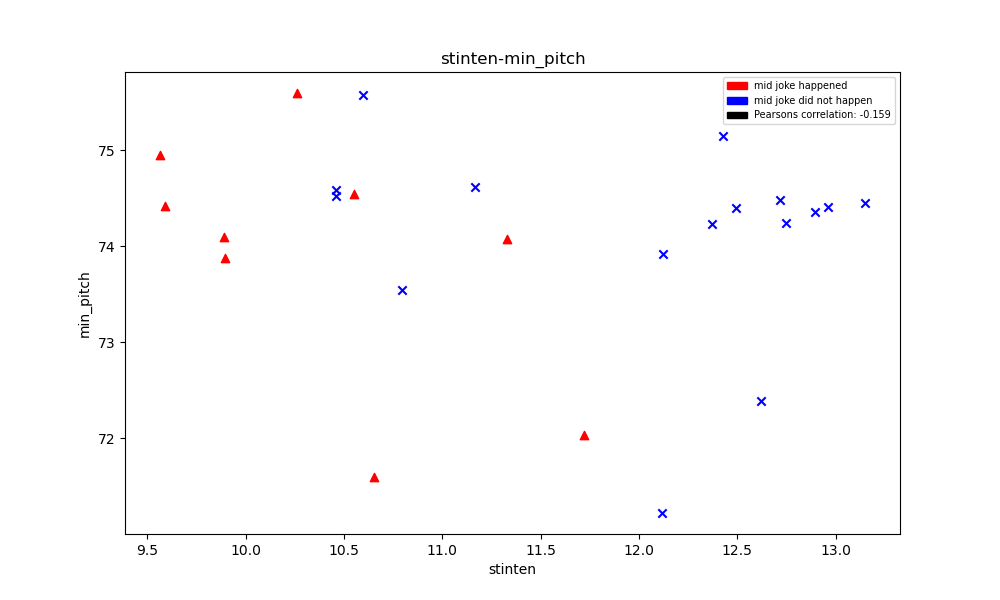 stinten-min_pitch
mid joke happened
mid joke did not happen
Pearsons correlation: -0.159
75
74
73
72
min_pitch
9.5 10.0 10.5 11.0 11.5 12.0 12.5 13.0
stinten